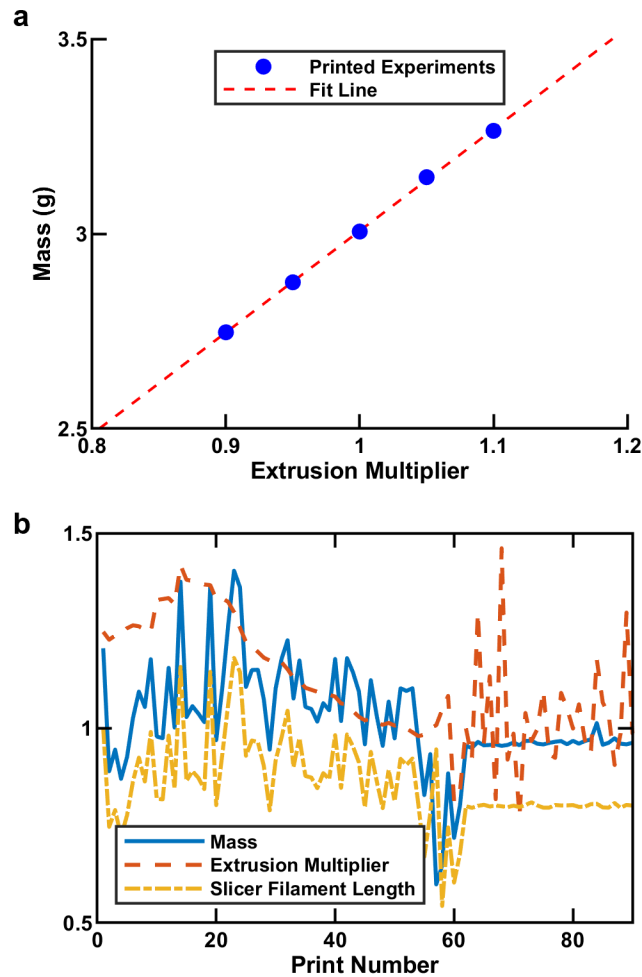 a
3.5
Printed Experiments
Fit Line
3
Mass (g)
2.5
0.8 0.9 1 1.1 1.2
Extrusion Multiplier
b
1.5
1
Mass
Extrusion Multiplier
Slicer Filament Length
0.5
0 20 40 60 80
Print Number